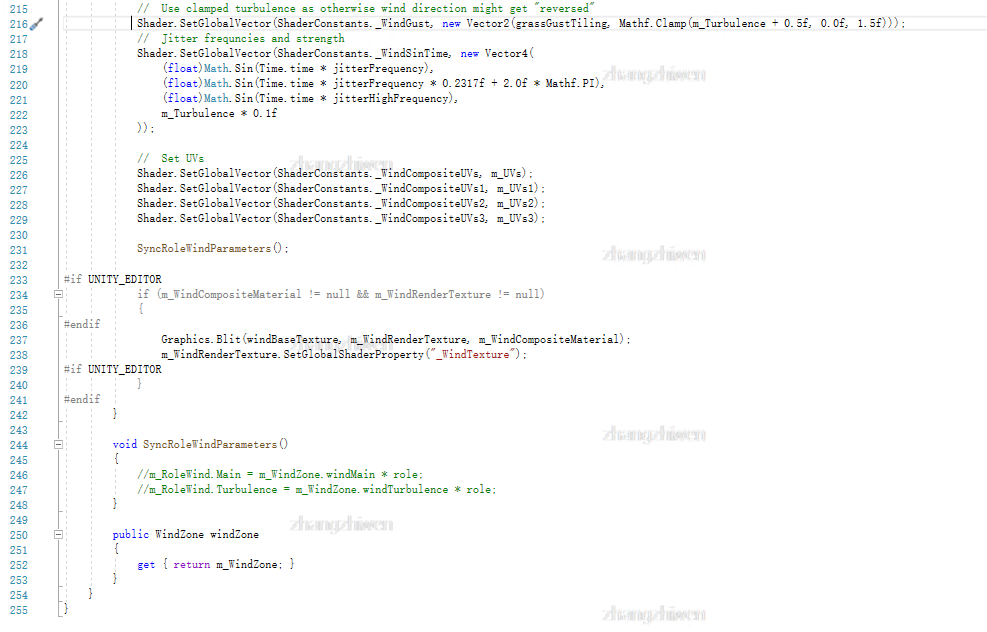 215 // Use clamped turbulence as otherwise wind direction might get "reversed"
216 Shader.SetGlobalVector(ShaderConstants._WindGust, new Vector2(grassGustTiling, Mathf.Clamp(m_Turbulence + 0.5f, 0.0f, 1.5f)));
217 // Jitter frequncies and strength
218 Shader.SetGlobalVector(ShaderConstants._WindSinTime, new Vector4(
219 (float)Math.Sin(Time.time * jitterFrequency),
220 (float)Math.Sin(Time.time * jitterFrequency * 0.2317f + 2.0f * Mathf.PI),
221 (float)Math.Sin(Time.time * jitterHighFrequency),
222 m_Turbulence * 0.1f
223 ));
224
225 // Set UVs
226 Shader.SetGlobalVector(ShaderConstants._WindCompositeUVs, m_UVs);
227 Shader.SetGlobalVector(ShaderConstants._WindCompositeUVs1, m_UVs1);
228 Shader.SetGlobalVector(ShaderConstants._WindCompositeUVs2, m_UVs2);
229 Shader.SetGlobalVector(ShaderConstants._WindCompositeUVs3, m_UVs3);
230
231 SyncRoleWindParameters();
232
233 #if UNITY_EDITOR
234 if (m_WindCompositeMaterial != null && m_WindRenderTexture != null)
235 {
236 #endif
237 Graphics.Blit(windBaseTexture, m_WindRenderTexture, m_WindCompositeMaterial);
238 m_WindRenderTexture.SetGlobalShaderProperty("_WindTexture");
239 #if UNITY_EDITOR
240 }
241 #endif
242 }
243
244 void SyncRoleWindParameters()
245 {
246 //m_RoleWind.Main = m_WindZone.windMain * role;
247 //m_RoleWind.Turbulence = m_WindZone.windTurbulence * role;
248 }
249
250 public WindZone windZone
251 {
252 get { return m_WindZone; }
253 }
254 }
255 }
zhangzhiwen
zhangzhiwen
zhangzhiwen
zhangzhiwen
zhangzhiwen
zhangzhiwen
zhangzhiwen